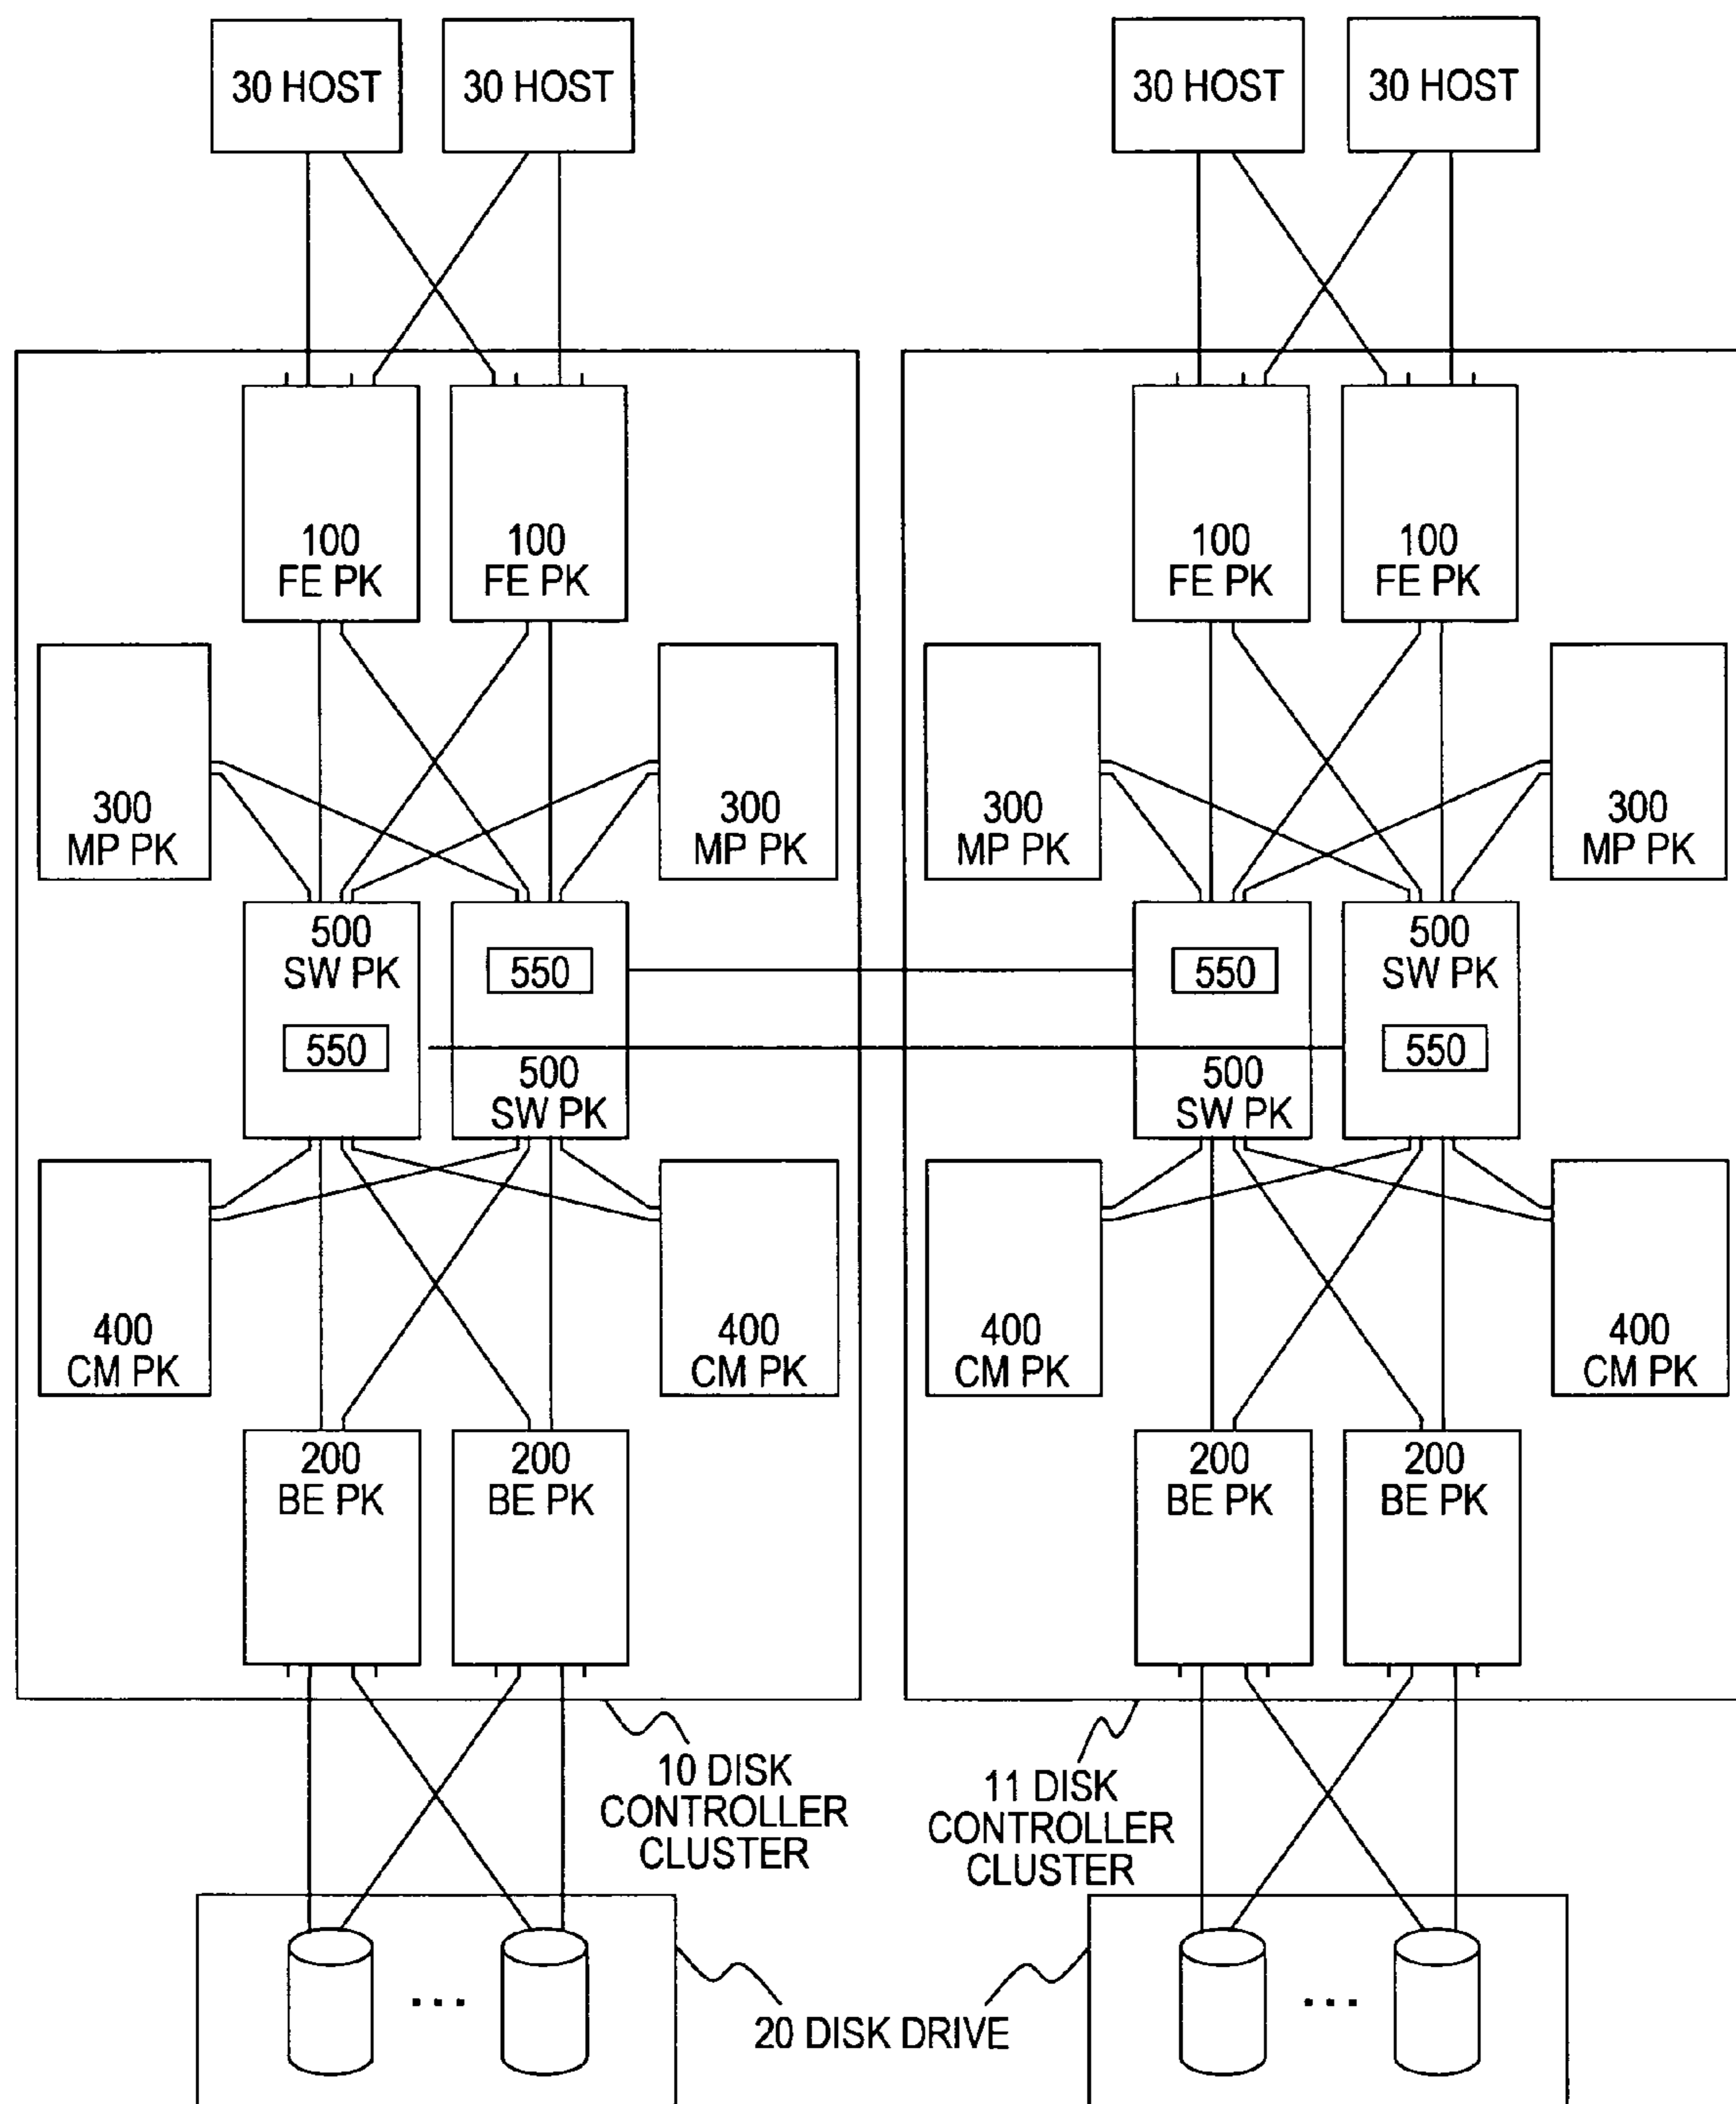 30 HOST
30 HOST
30 HOST
30 HOST
100
FE PK
100
FE PK
100
FE PK
100
FE PK
300
MP PK
300
MP PK
300
MP PK
300
MP PK
500
SW PK
550
550
500
SW PK
550
500
SW PK
500
SW PK
550
400
CM PK
400
CM PK
400
CM PK
400
CM PK
200
BE PK
200
BE PK
200
BE PK
200
BE PK
10 DISK
CONTROLLER
CLUSTER
11 DISK
CONTROLLER
CLUSTER
...
...
20 DISK DRIVE